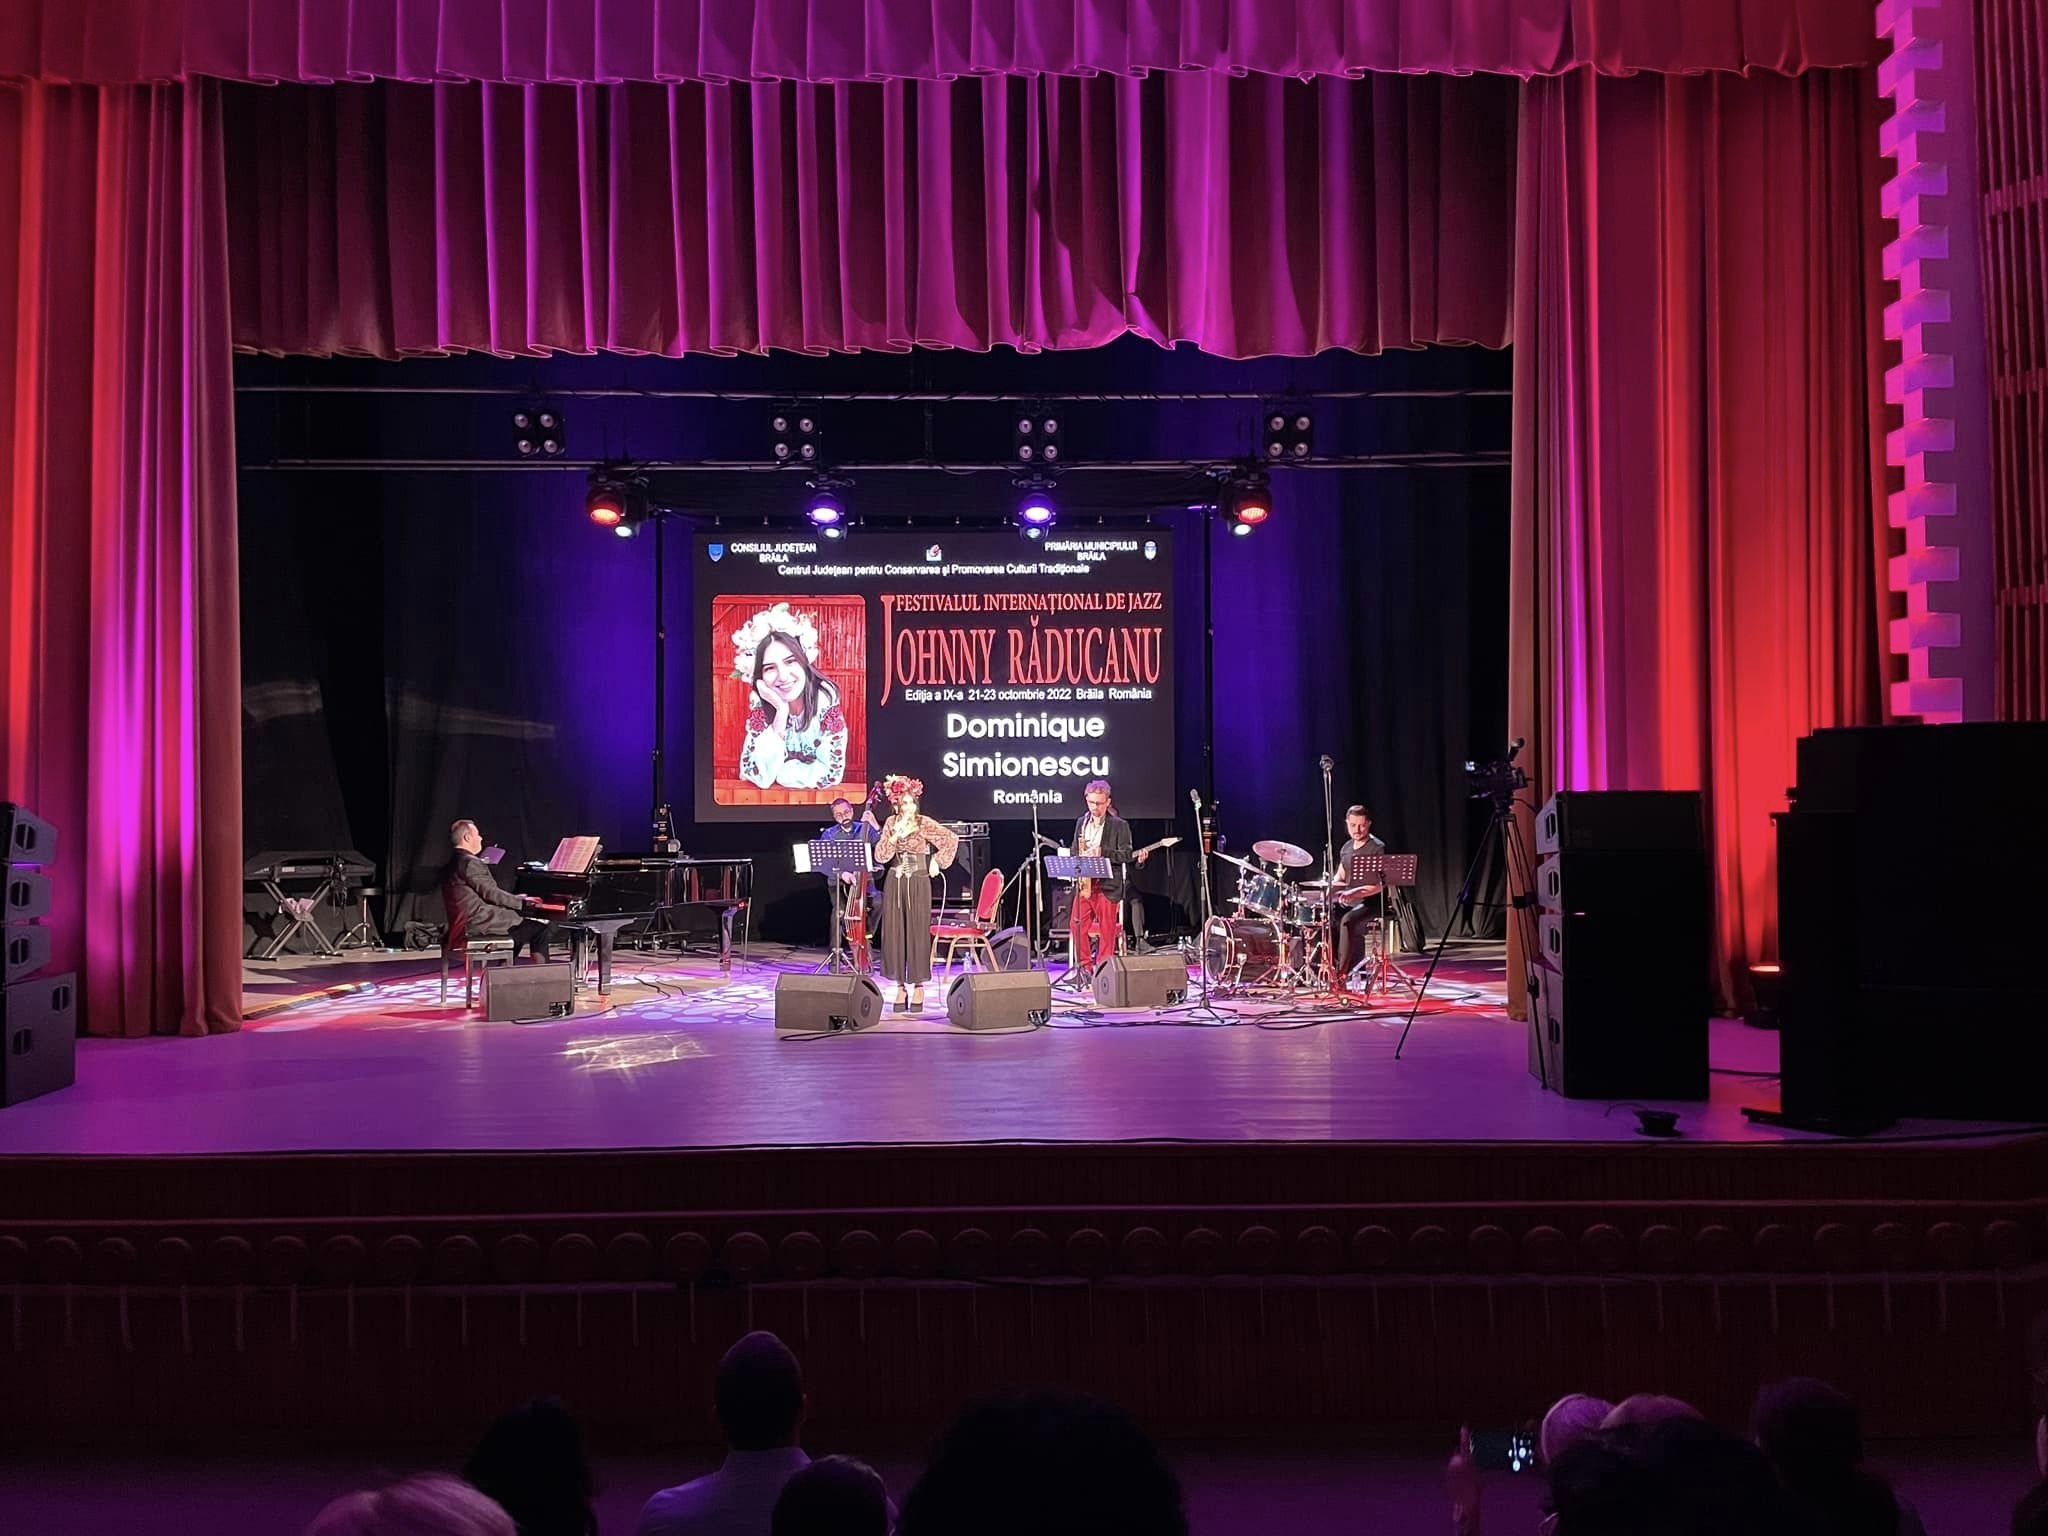 CONSILIUL JUDEȚEAN
BRĂILA
PRIMĂRIA MUNICIPIULUI
BRĂILA
Centrul Județean pentru Conservarea și Promovarea Culturii Tradiționale
FESTIVALUL INTERNAȚIONAL DE JAZZ
JOHNNY RĂDUCANU
Ediția a IX-a 21-23 octombrie 2022 Brăila România
Dominique
Simionescu
România